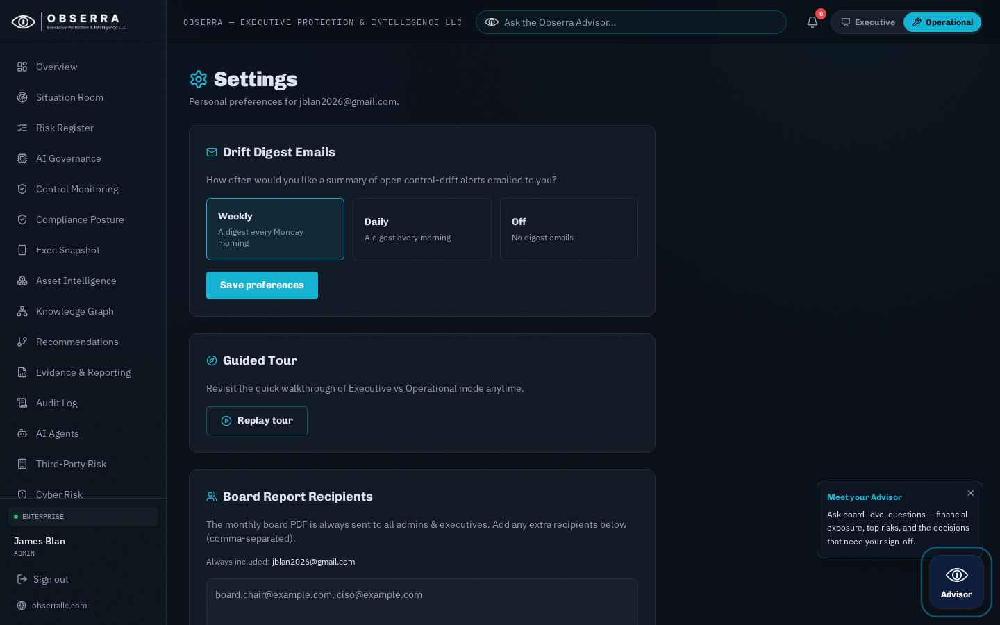 OBSERRA
Executive Protection & Intelligence LLC
OBSERRA — EXECUTIVE PROTECTION & INTELLIGENCE LLC
Ask the Obserra Advisor...
8
Executive
Operational
Overview
Situation Room
Risk Register
AI Governance
Control Monitoring
Compliance Posture
Exec Snapshot
Asset Intelligence
Knowledge Graph
Recommendations
Evidence & Reporting
Audit Log
AI Agents
Third-Party Risk
Cyber Risk
ENTERPRISE
James Blan
ADMIN
Sign out
obserrallc.com
Settings
Personal preferences for jblan2026@gmail.com.
Drift Digest Emails
How often would you like a summary of open control-drift alerts emailed to you?
Weekly
A digest every Monday
morning
Daily
A digest every morning
Off
No digest emails
Save preferences
Guided Tour
Revisit the quick walkthrough of Executive vs Operational mode anytime.
Replay tour
Board Report Recipients
The monthly board PDF is always sent to all admins & executives. Add any extra recipients below
(comma-separated).
Always included: jblan2026@gmail.com
board.chair@example.com, ciso@example.com
Meet your Advisor
Ask board-level questions — financial
exposure, top risks, and the decisions
that need your sign-off.
Advisor